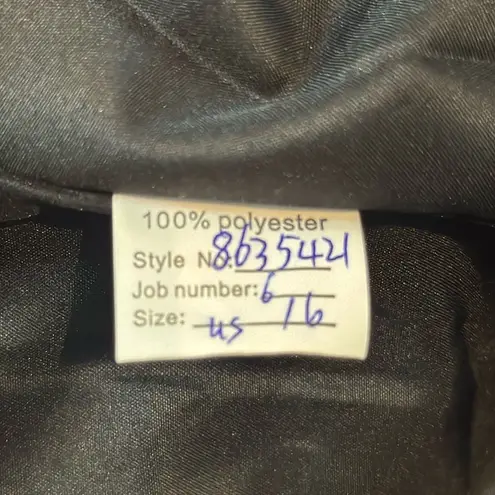 100% polyester
Style No.: 8635421
Job number: 6
Size: us 16